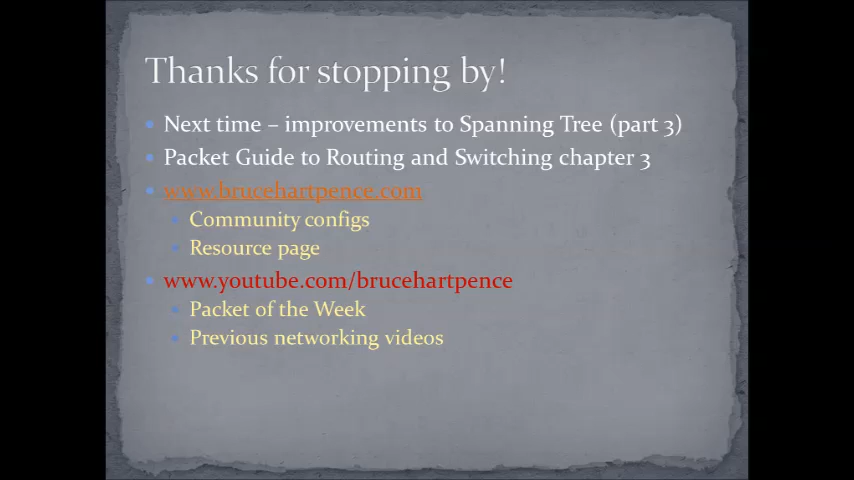 Thanks for stopping by!
Next time – improvements to Spanning Tree (part 3)
Packet Guide to Routing and Switching chapter 3
www.brucehartpence.com
Community configs
Resource page
www.youtube.com/brucehartpence
Packet of the Week
Previous networking videos